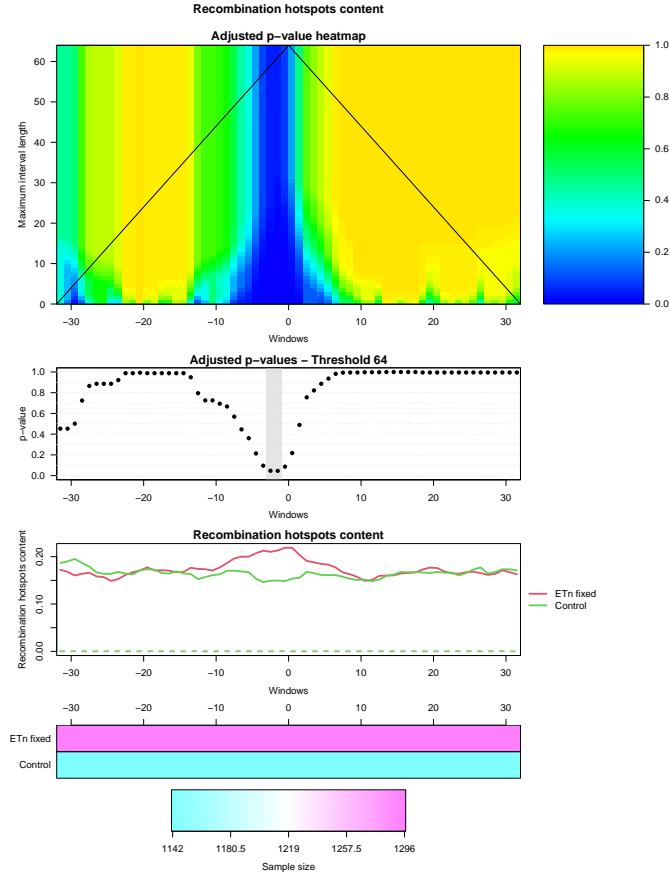 Recombination hotspots content
Adjusted p−value heatmap
Maximum interval length
60
50
40
30
20
10
0
−30 −20 −10 0 10 20 30
Windows
1.0
0.8
0.6
0.4
0.2
0.0
Adjusted p−values − Threshold 64
p−value
1.0
0.8
0.6
0.4
0.2
0.0
−30 −20 −10 0 10 20 30
Windows
Recombination hotspots content
Recombination hotspots content
0.20
0.10
0.00
−30 −20 −10 0 10 20 30
Windows
ETn fixed
Control
−30 −20 −10 0 10 20 30
ETn fixed
Control
1142 1180.5 1219 1257.5 1296
Sample size